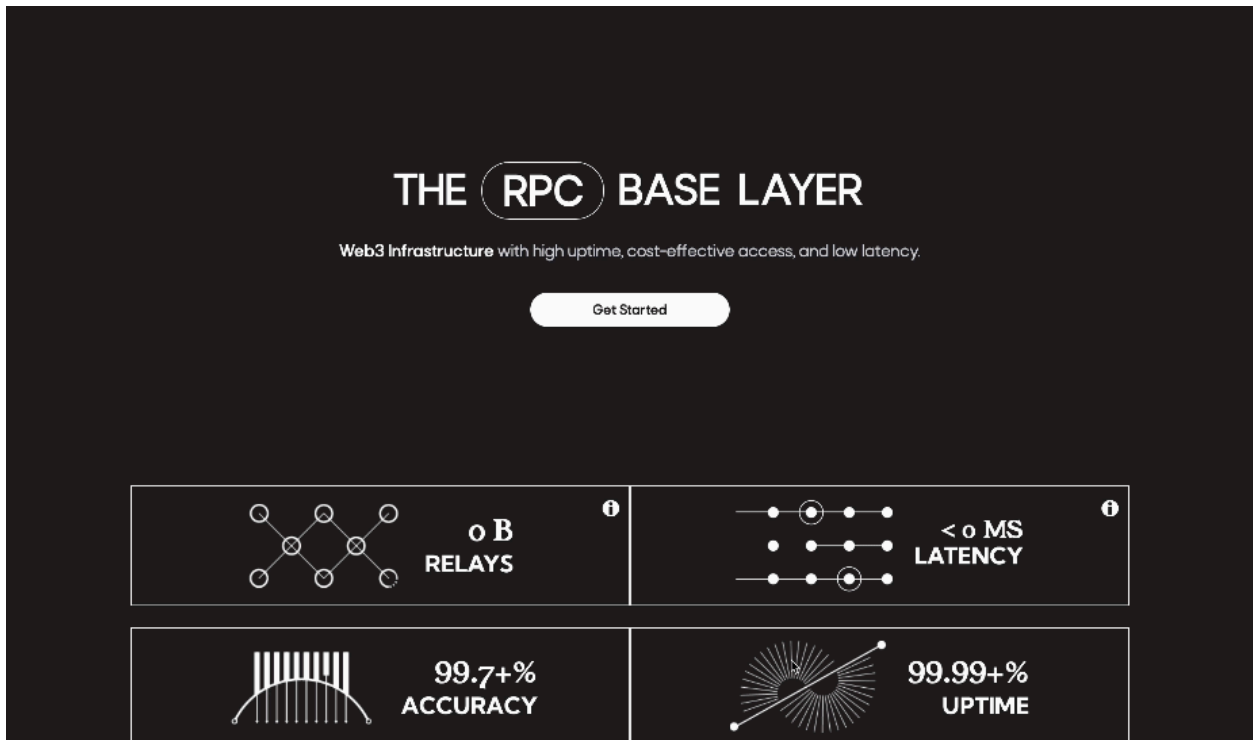 THE RPC BASE LAYER
Web3 Infrastructure with high uptime, cost-effective access, and low latency.
Get Started
0 B
RELAYS
< 0 MS
LATENCY
99.7+%
ACCURACY
99.99+%
UPTIME